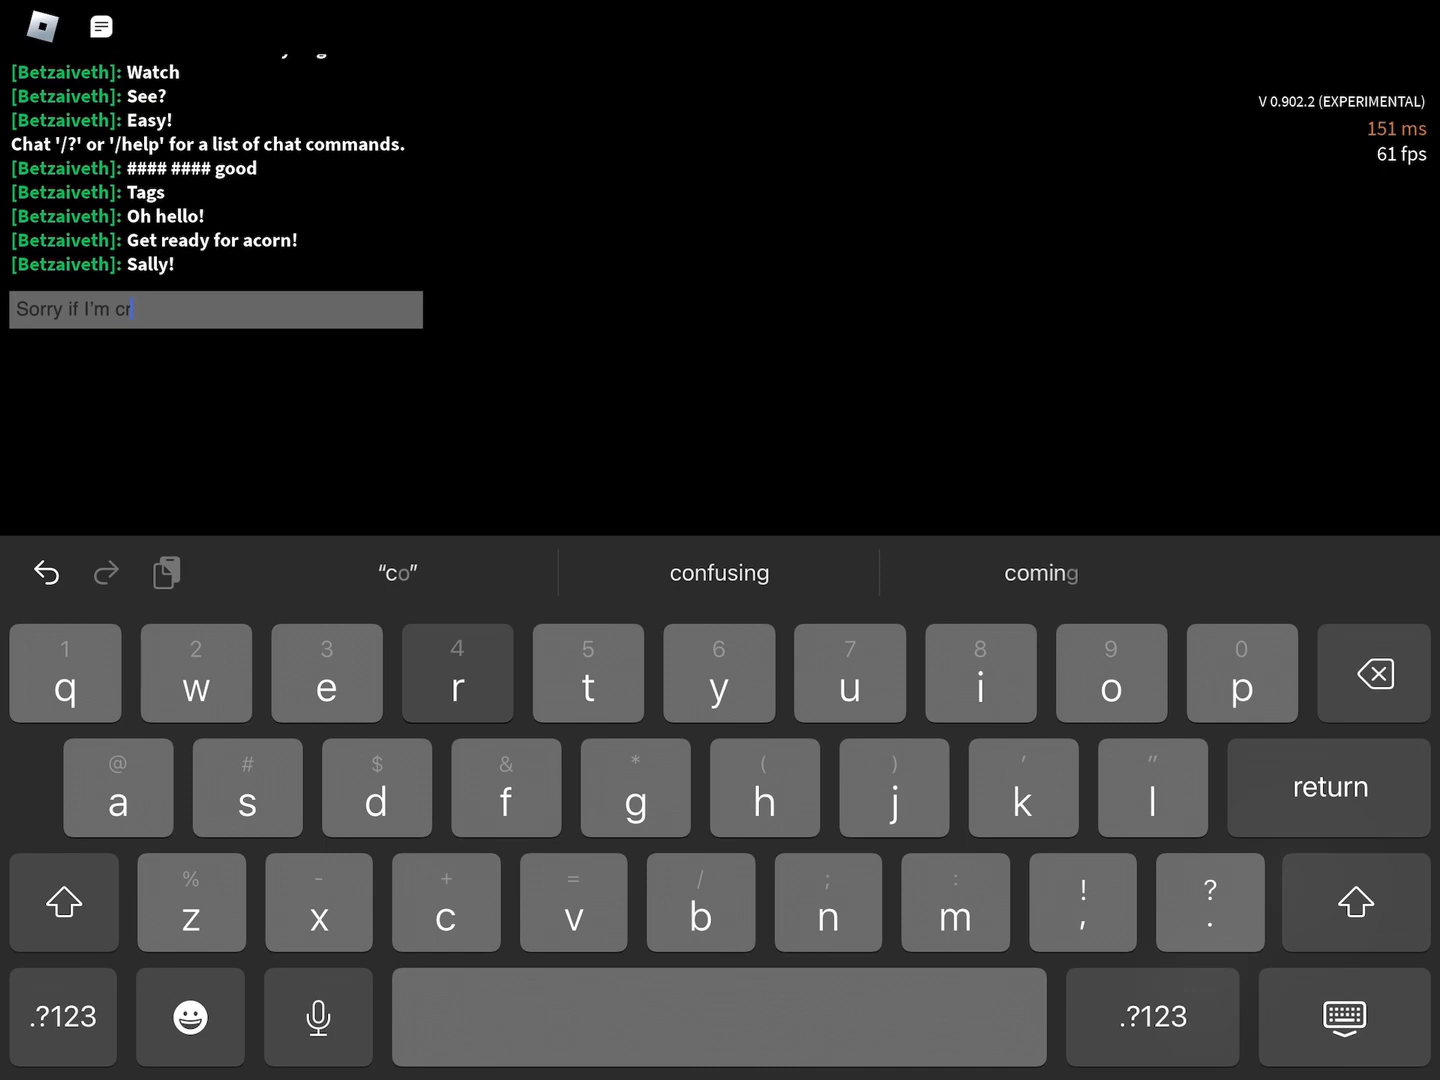 [Betzaiveth]: Watch
[Betzaiveth]: See?
[Betzaiveth]: Easy!
Chat '/?' or '/help' for a list of chat commands.
[Betzaiveth]: #### #### good
[Betzaiveth]: Tags
[Betzaiveth]: Oh hello!
[Betzaiveth]: Get ready for acorn!
[Betzaiveth]: Sally!
Sorry if I’m cr
V 0.902.2 (EXPERIMENTAL)
151 ms
61 fps
“co” confusing coming
1 2 3 4 5 6 7 8 9 0
q w e r t y u i o p
@ # $ & * ( ) ' "
a s d f g h j k l return
% - + = / ; : ! ?
z x c v b n m , .
.?123 .?123